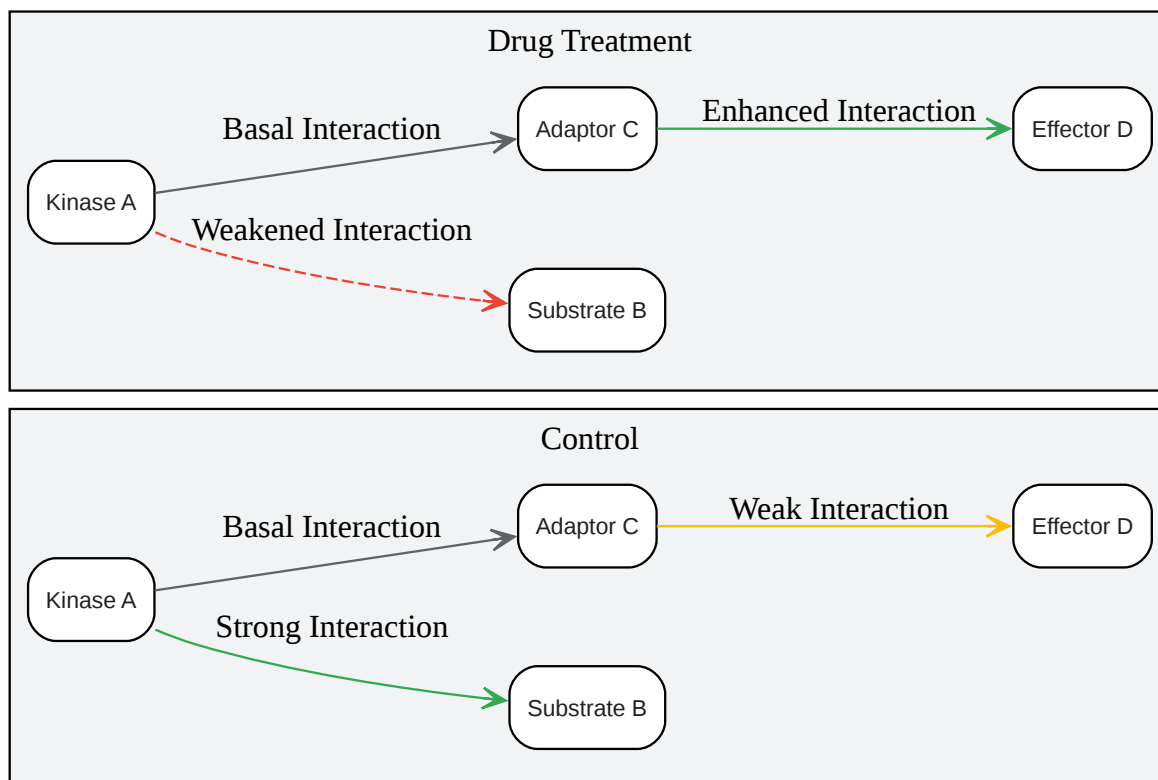 Drug Treatment
Basal Interaction
Adaptor C
Enhanced Interaction
Effector D
Kinase A
Weakened Interaction
Substrate B
Control
Basal Interaction
Adaptor C
Weak Interaction
Effector D
Kinase A
Strong Interaction
Substrate B